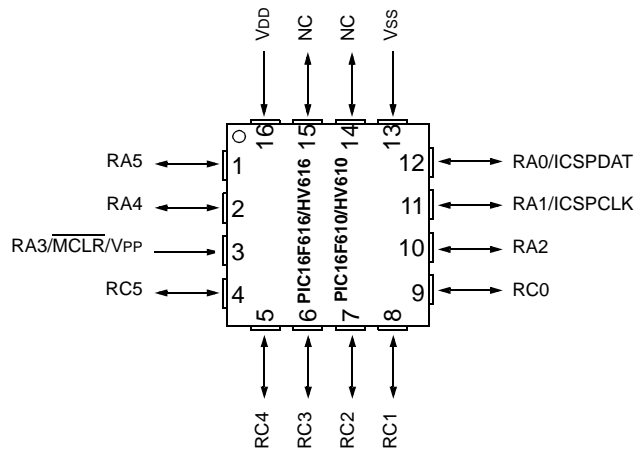 VDD
NC
NC
VSS
16
15
14
13
RA5
1
RA4
2
RA3/MCLR/VPP
3
RC5
4
PIC16F616/HV616
PIC16F610/HV610
12
RA0/ICSPDAT
11
RA1/ICSPCLK
10
RA2
9
RC0
5
6
7
8
RC4
RC3
RC2
RC1